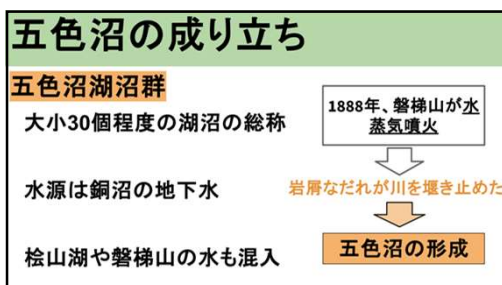 五色沼の成り立ち
五色沼湖沼群
大小30個程度の湖沼の総称
水源は銅沼の地下水
桧山湖や磐梯山の水も混入
1888年、磐梯山が水
蒸気噴火
岩屑なだれが川を堰き止めた
五色沼の形成